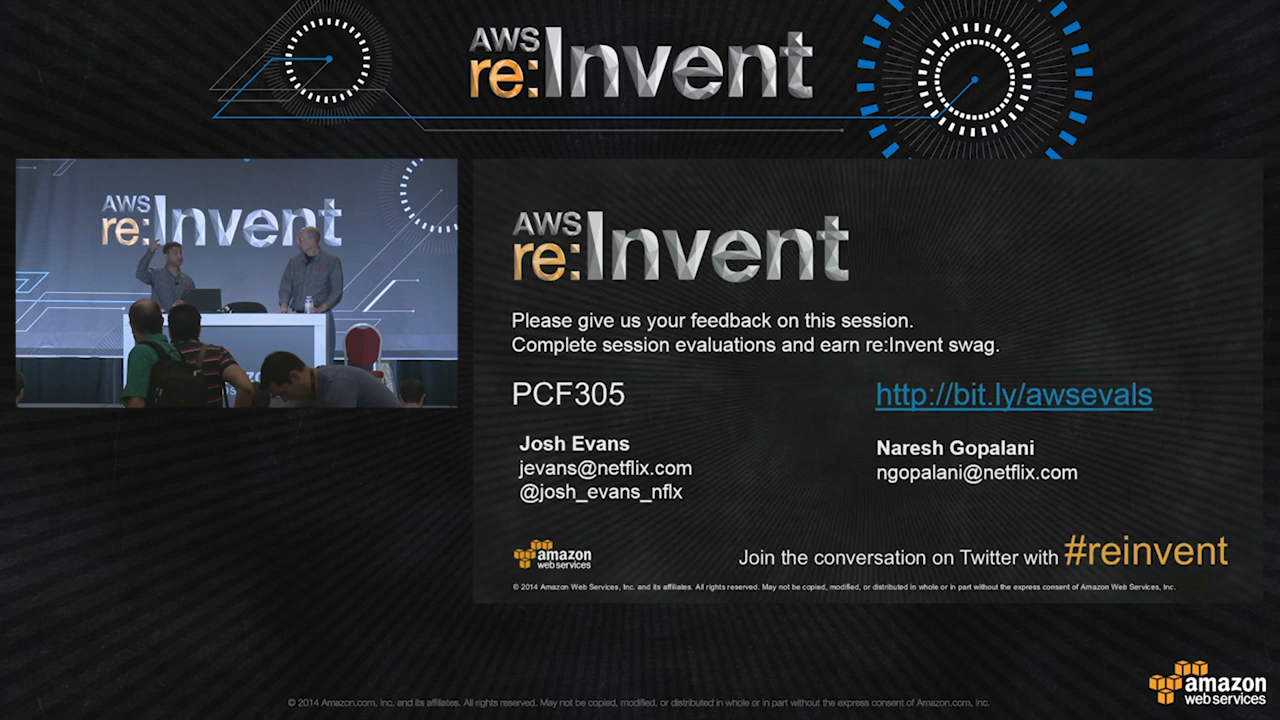 AWS
re:Invent
AWS
re:Invent
AWS
re:Invent
Please give us your feedback on this session.
Complete session evaluations and earn re:Invent swag.
PCF305
http://bit.ly/awsevals
Josh Evans
jevans@netflix.com
@josh_evans_nflx
Naresh Gopalani
ngopalani@netflix.com
amazon
web services
Join the conversation on Twitter with #reinvent
© 2014 Amazon Web Services, Inc. and its affiliates. All rights reserved. May not be copied, modified, or distributed in whole or in part without the express consent of Amazon Web Services, Inc.
amazon
web services
© 2014 Amazon.com, Inc. and its affiliates. All rights reserved. May not be copied, modified, or distributed in whole or in part without the express consent of Amazon.com, Inc.